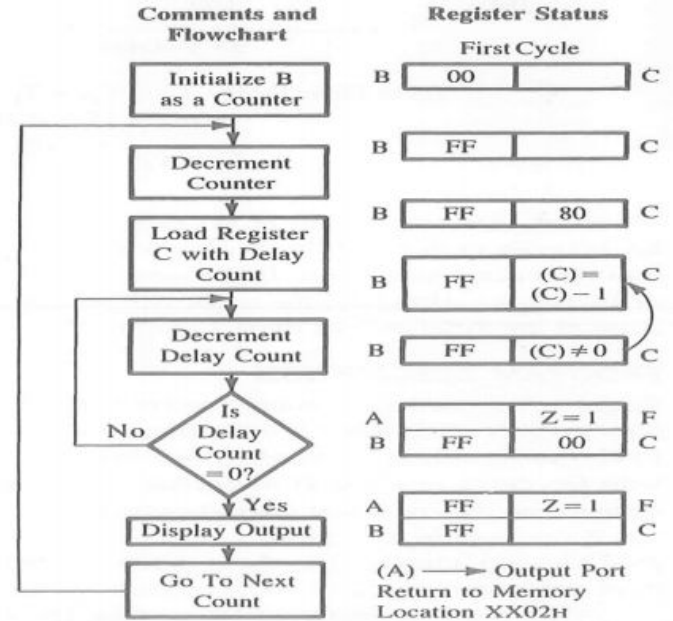 Comments and
Flowchart
Initialize B
as a Counter
Decrement
Counter
Load Register
C with Delay
Count
Decrement
Delay Count
Is
Delay
Count
= 0?
No
Yes
Display Output
Go To Next
Count
Register Status
First Cycle
B 00 C
B FF C
B FF 80 C
B FF (C) = C
(C) − 1
B FF (C) ≠ 0 C
A Z = 1 F
B FF 00 C
A FF Z = 1 F
B FF C
(A) → Output Port
Return to Memory
Location XX02H